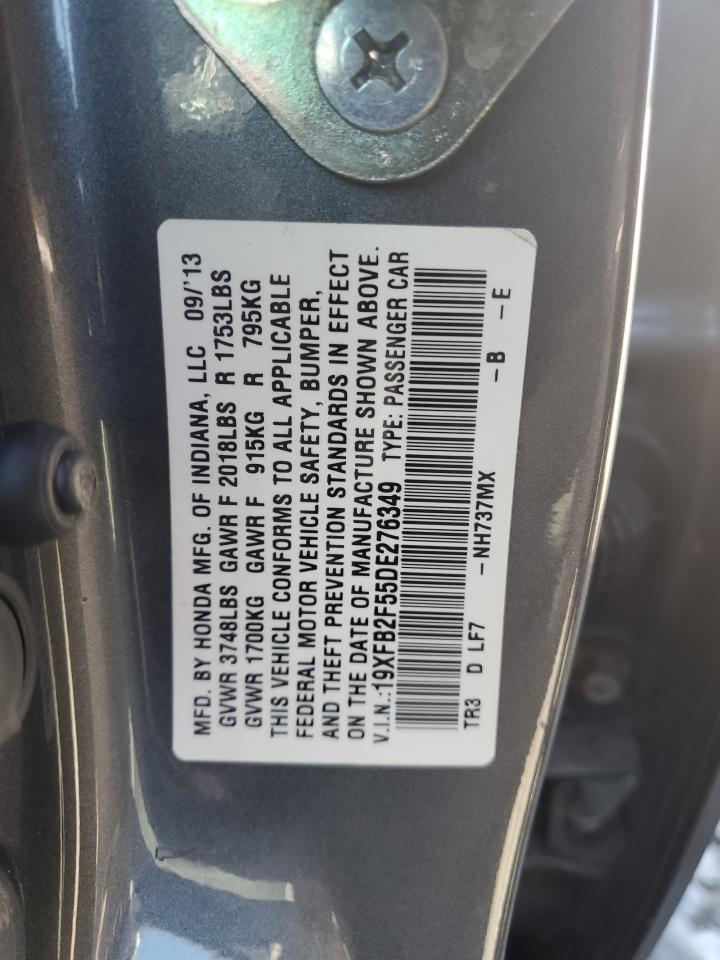 MFD. BY HONDA MFG. OF INDIANA, LLC 09/'13
GVWR 3748LBS GAWR F 2018LBS R 1753LBS
GVWR 1700KG GAWR F 915KG R 795KG
THIS VEHICLE CONFORMS TO ALL APPLICABLE
FEDERAL MOTOR VEHICLE SAFETY, BUMPER,
AND THEFT PREVENTION STANDARDS IN EFFECT
ON THE DATE OF MANUFACTURE SHOWN ABOVE.
V.I.N.:19XFB2F55DE276349 TYPE: PASSENGER CAR
TR3 D LF7 -NH737MX -B -E